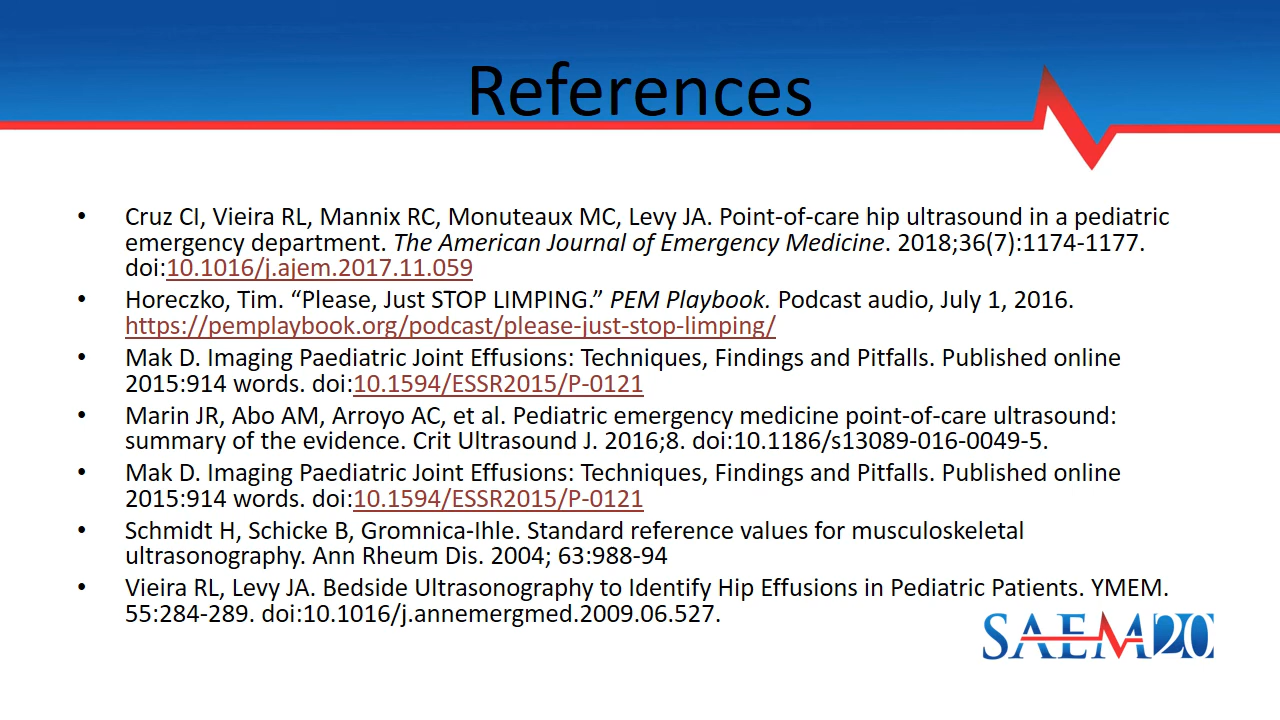 References
• Cruz CI, Vieira RL, Mannix RC, Monuteaux MC, Levy JA. Point-of-care hip ultrasound in a pediatric
emergency department. The American Journal of Emergency Medicine. 2018;36(7):1174-1177.
doi:10.1016/j.ajem.2017.11.059
• Horeczko, Tim. “Please, Just STOP LIMPING.” PEM Playbook. Podcast audio, July 1, 2016.
https://pemplaybook.org/podcast/please-just-stop-limping/
• Mak D. Imaging Paediatric Joint Effusions: Techniques, Findings and Pitfalls. Published online
2015:914 words. doi:10.1594/ESSR2015/P-0121
• Marin JR, Abo AM, Arroyo AC, et al. Pediatric emergency medicine point-of-care ultrasound:
summary of the evidence. Crit Ultrasound J. 2016;8. doi:10.1186/s13089-016-0049-5.
• Mak D. Imaging Paediatric Joint Effusions: Techniques, Findings and Pitfalls. Published online
2015:914 words. doi:10.1594/ESSR2015/P-0121
• Schmidt H, Schicke B, Gromnica-Ihle. Standard reference values for musculoskeletal
ultrasonography. Ann Rheum Dis. 2004; 63:988-94
• Vieira RL, Levy JA. Bedside Ultrasonography to Identify Hip Effusions in Pediatric Patients. YMEM.
55:284-289. doi:10.1016/j.annemergmed.2009.06.527.
SAEM20